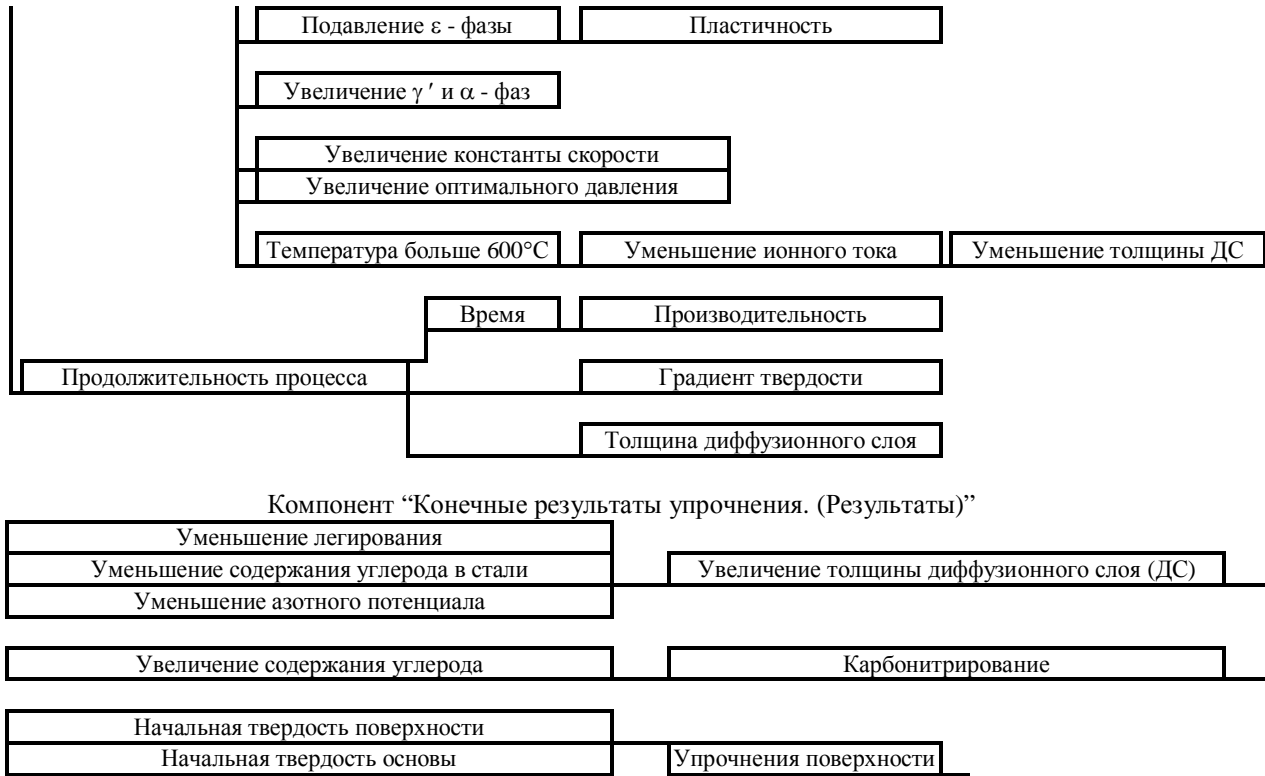 Подавление ε - фазы Пластичность
Увеличение γ ′ и α - фаз
Увеличение константы скорости
Увеличение оптимального давления
Температура больше 600°С Уменьшение ионного тока Уменьшение толщины ДС
Время Производительность
Продолжительность процесса Градиент твердости
Толщина диффузионного слоя
Компонент “Конечные результаты упрочнения. (Результаты)”
Уменьшение легирования
Уменьшение содержания углерода в стали Увеличение толщины диффузионного слоя (ДС)
Уменьшение азотного потенциала
Увеличение содержания углерода Карбонитрирование
Начальная твердость поверхности
Начальная твердость основы Упрочнения поверхности